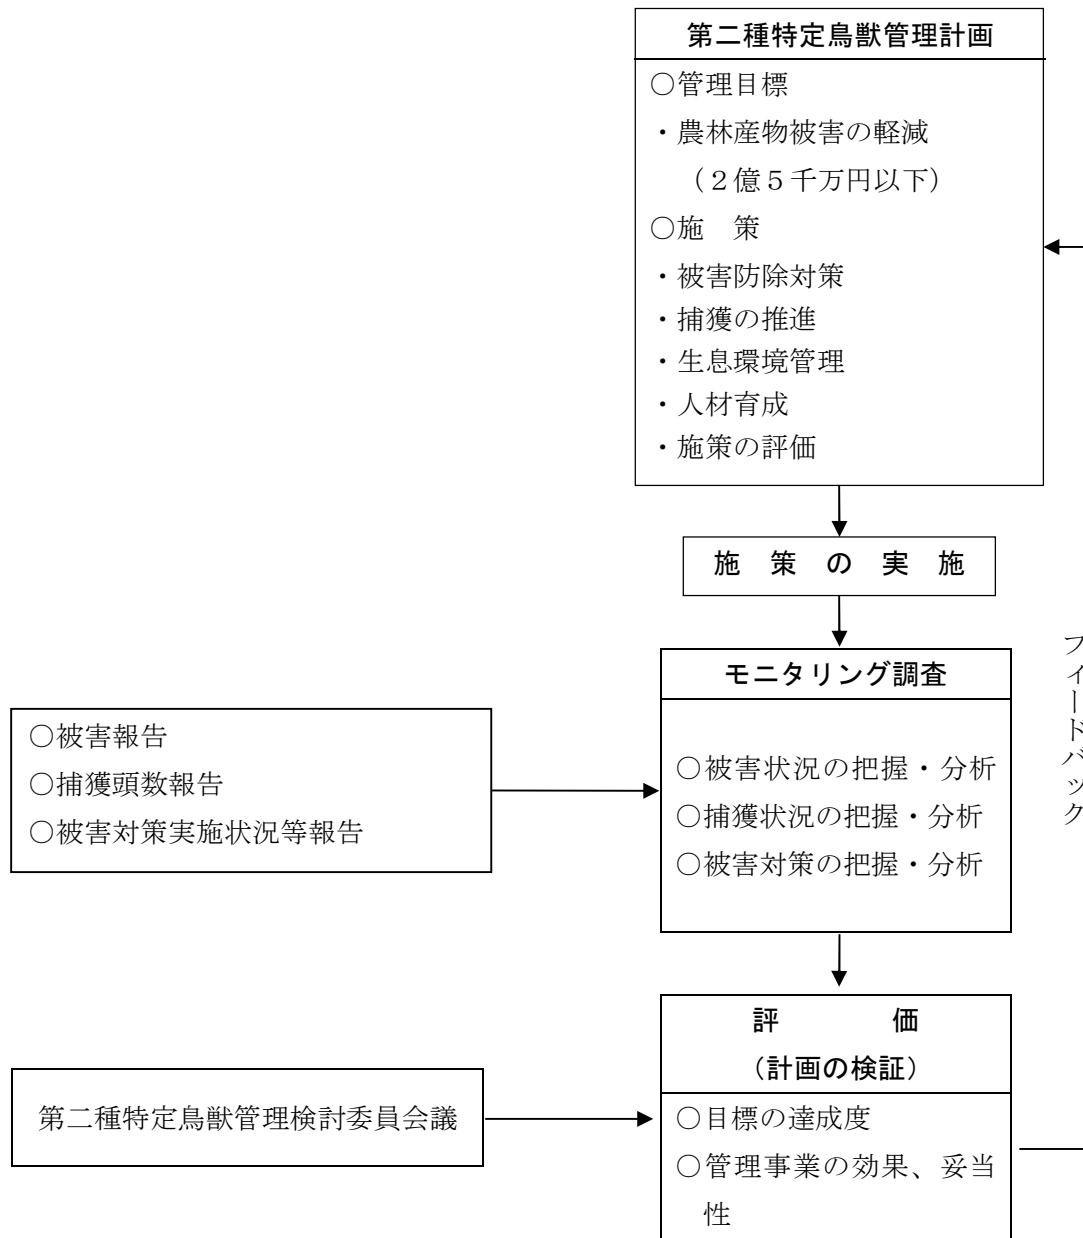 第二種特定鳥獣管理計画
○管理目標
・農林産物被害の軽減
（２億５千万円以下）
○施　策
・被害防除対策
・捕獲の推進
・生息環境管理
・人材育成
・施策の評価
施　策　の　実　施
モニタリング調査
○被害状況の把握・分析
○捕獲状況の把握・分析
○被害対策の把握・分析
○被害報告
○捕獲頭数報告
○被害対策実施状況等報告
フィードバック
評　　　価
（計画の検証）
○目標の達成度
○管理事業の効果、妥当
性
第二種特定鳥獣管理検討委員会議